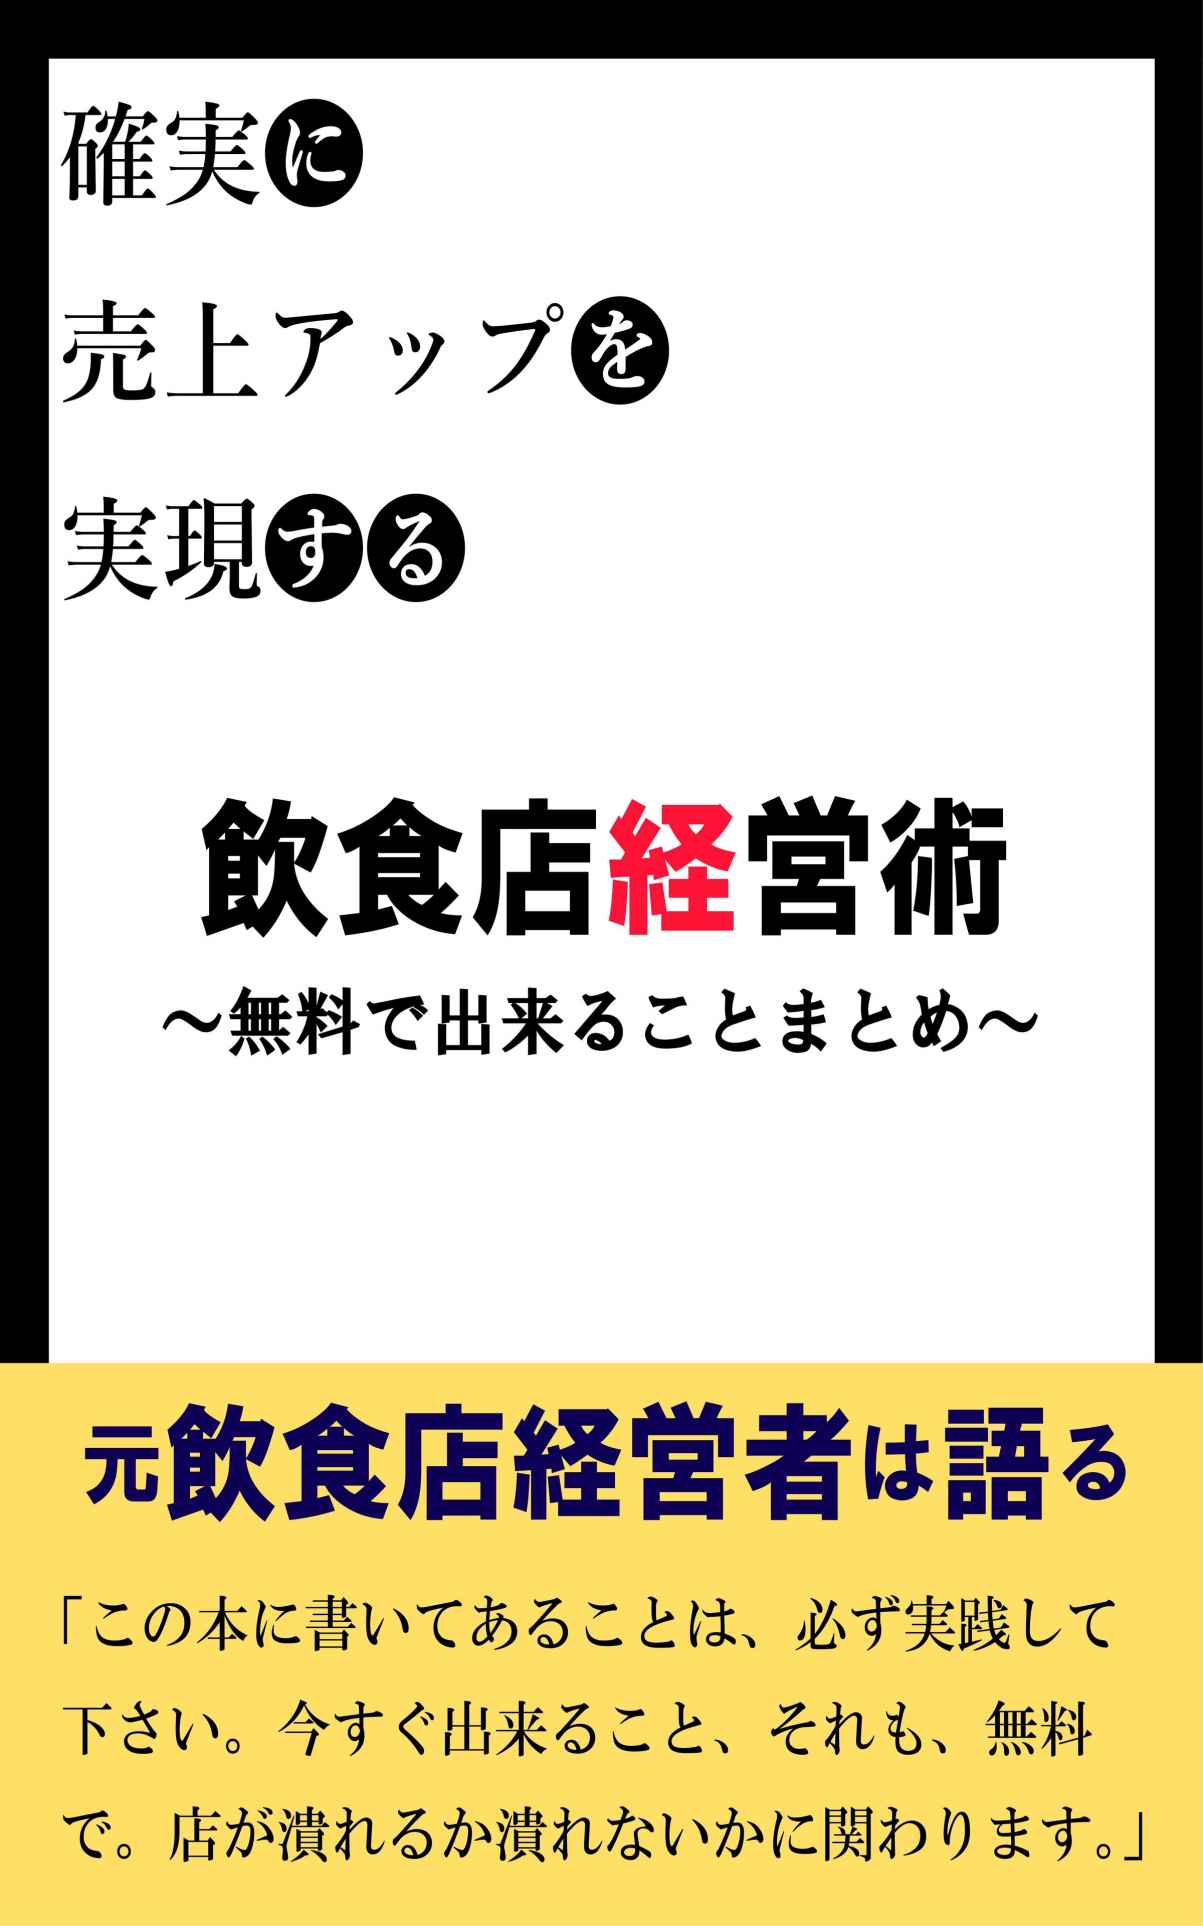 確実に
売上アップを
実現する
飲食店経営術
～無料で出来ることまとめ～
元飲食店経営者は語る
「この本に書いてあることは、必ず実践して
下さい。今すぐ出来ること、それも、無料
で。店が潰れるか潰れないかに関わります。」